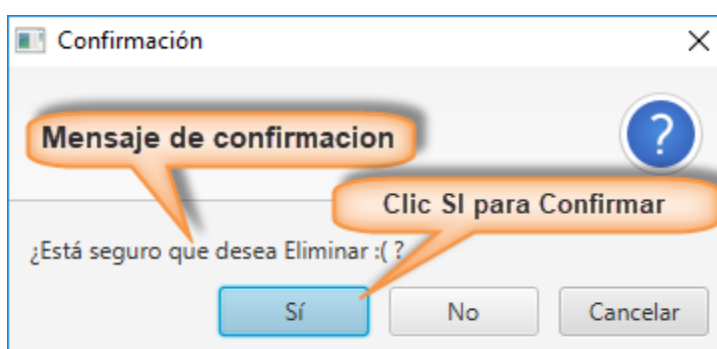 Confirmación
Mensaje de confirmacion
Clic SI para Confirmar
¿Está seguro que desea Eliminar :( ?
Sí
No
Cancelar